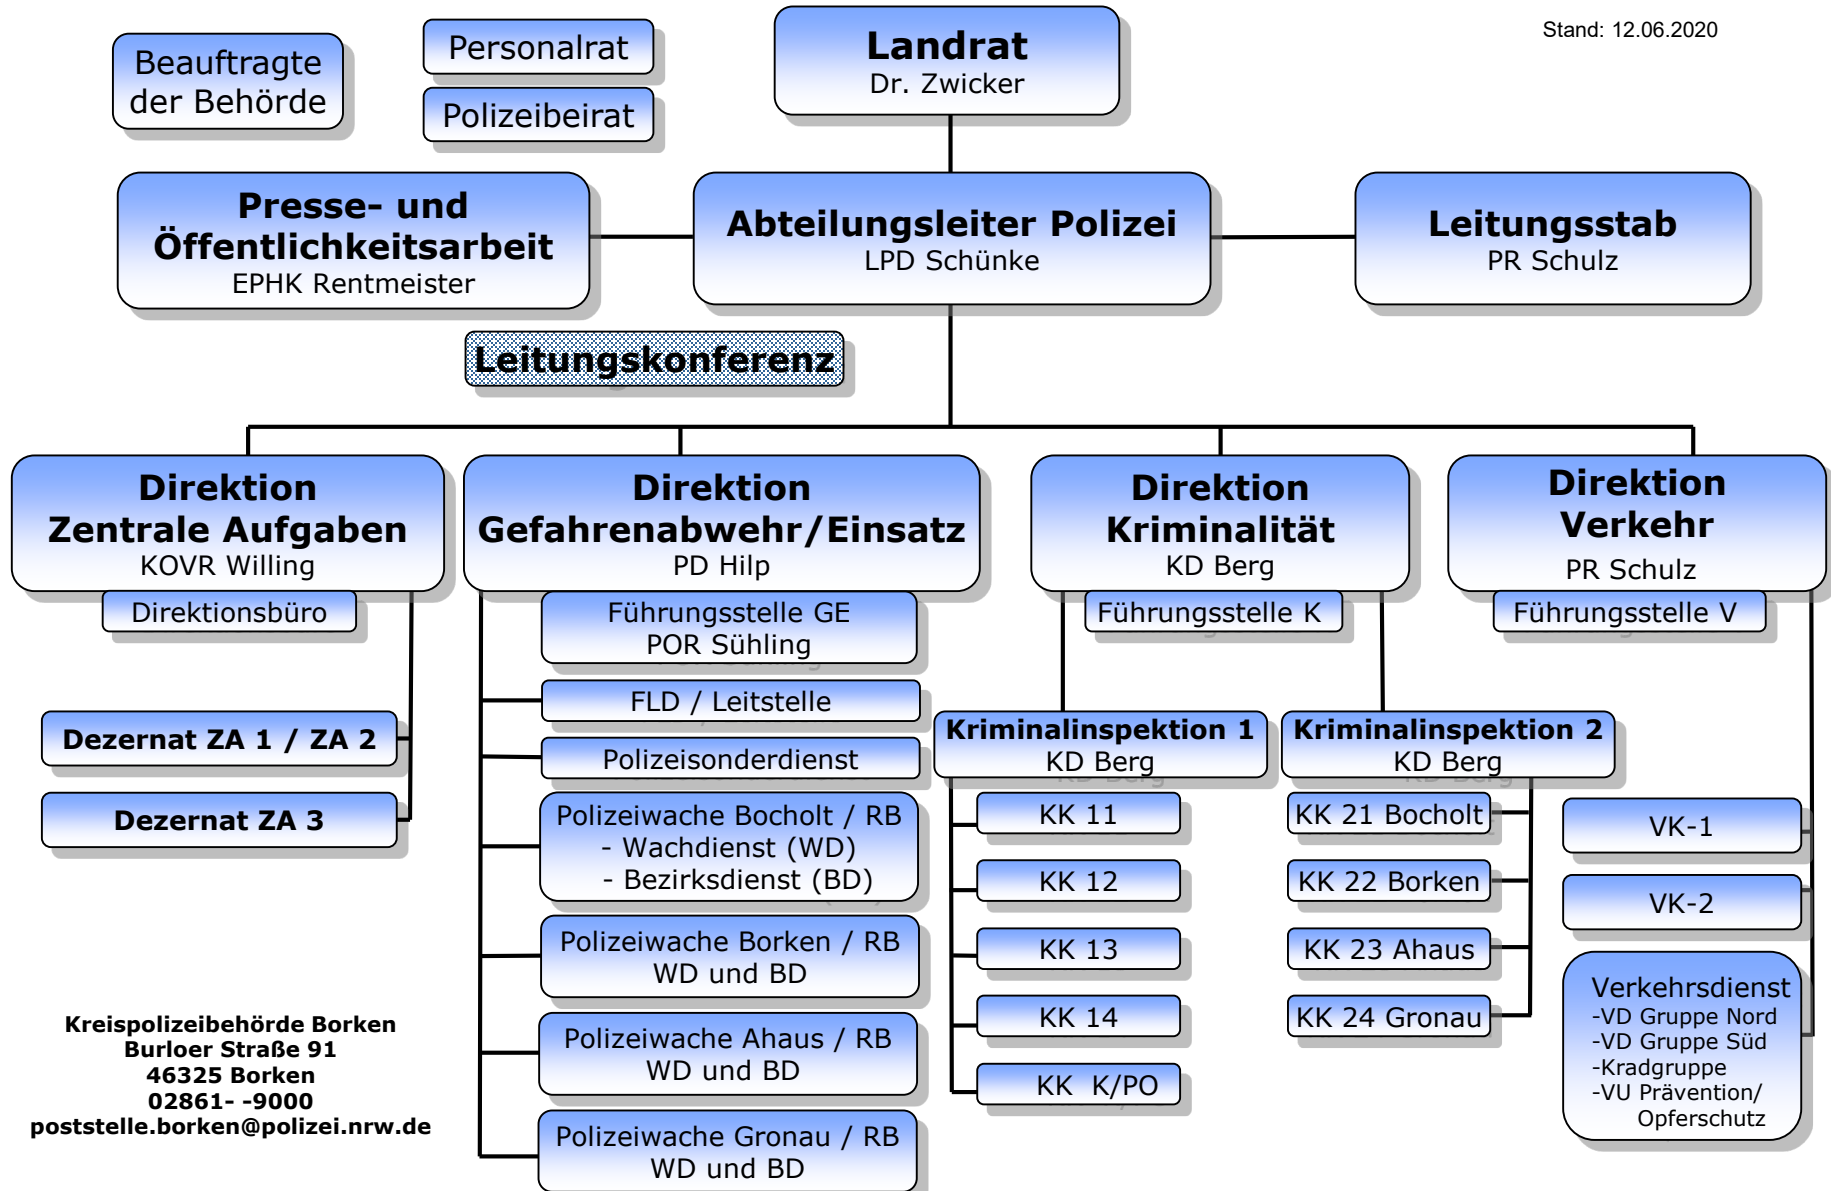 Stand: 12.06.2020
Beauftragte
der Behörde
Personalrat
Polizeibeirat
Landrat
Dr. Zwicker
Presse- und
Öffentlichkeitsarbeit
EPHK Rentmeister
Abteilungsleiter Polizei
LPD Schünke
Leitungsstab
PR Schulz
Leitungskonferenz
Direktion
Zentrale Aufgaben
KOVR Willing
Direktionsbüro
Dezernat ZA 1 / ZA 2
Dezernat ZA 3
Direktion
Gefahrenabwehr/Einsatz
PD Hilp
Führungsstelle GE
POR Sühling
FLD / Leitstelle
Polizeisonderdienst
Polizeiwache Bocholt / RB
- Wachdienst (WD)
- Bezirksdienst (BD)
Polizeiwache Borken / RB
WD und BD
Polizeiwache Ahaus / RB
WD und BD
Polizeiwache Gronau / RB
WD und BD
Direktion
Kriminalität
KD Berg
Führungsstelle K
Kriminalinspektion 1
KD Berg
KK 11
KK 12
KK 13
KK 14
KK K/PO
Kriminalinspektion 2
KD Berg
KK 21 Bocholt
KK 22 Borken
KK 23 Ahaus
KK 24 Gronau
Direktion
Verkehr
PR Schulz
Führungsstelle V
VK-1
VK-2
Verkehrsdienst
-VD Gruppe Nord
-VD Gruppe Süd
-Kradgruppe
-VU Prävention/
Opferschutz
Kreispolizeibehörde Borken
Burloer Straße 91
46325 Borken
02861- -9000
poststelle.borken@polizei.nrw.de